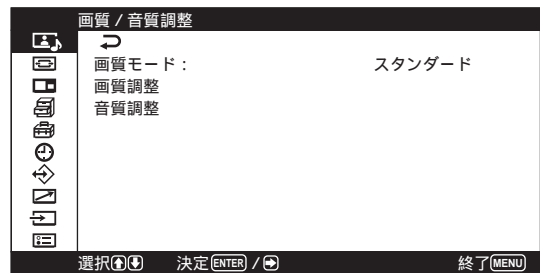 画質 / 音質調整
画質モード： スタンダード
画質調整
音質調整
選択 決定 ENTER / 終了 MENU